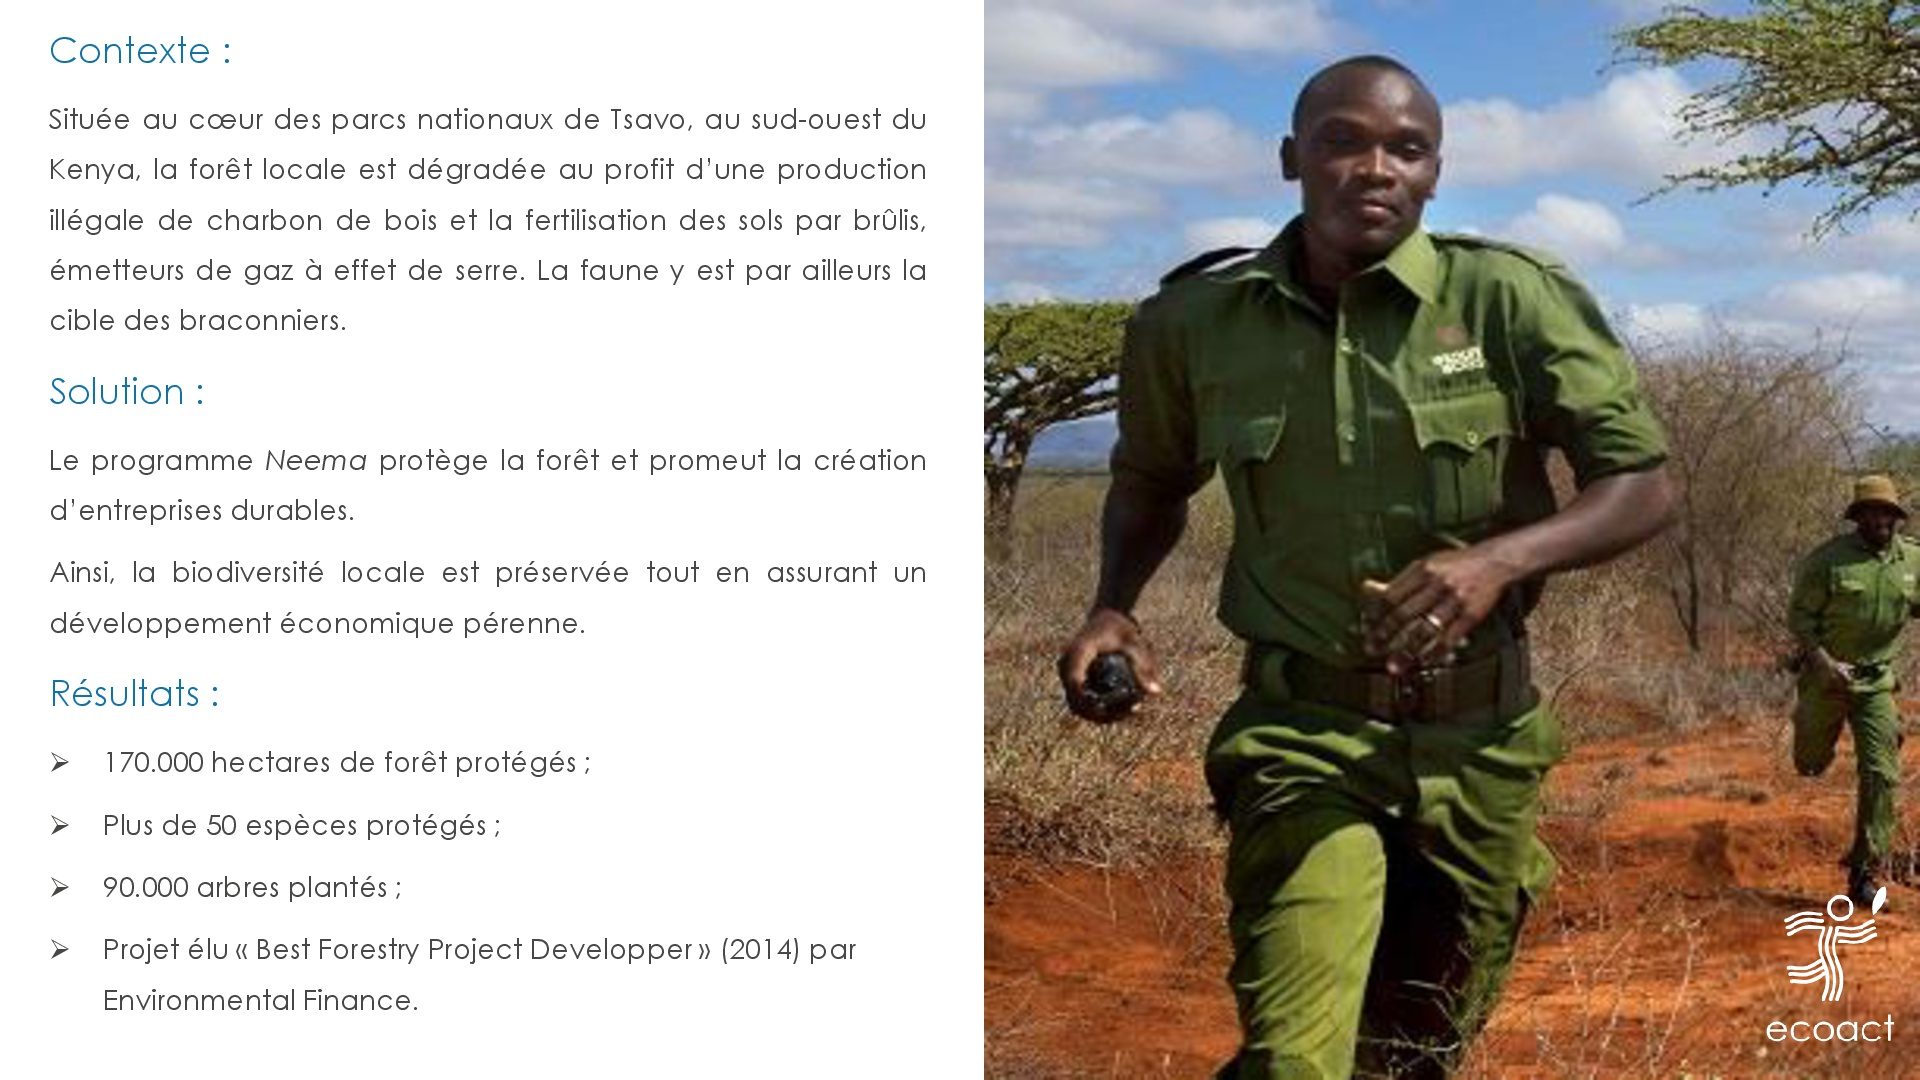 Contexte :
Située au cœur des parcs nationaux de Tsavo, au sud-ouest du
Kenya, la forêt locale est dégradée au profit d’une production
illégale de charbon de bois et la fertilisation des sols par brûlis,
émetteurs de gaz à effet de serre. La faune y est par ailleurs la
cible des braconniers.
Solution :
Le programme Neema protège la forêt et promeut la création
d’entreprises durables.
Ainsi, la biodiversité locale est préservée tout en assurant un
développement économique pérenne.
Résultats :
➢ 170.000 hectares de forêt protégés ;
➢ Plus de 50 espèces protégés ;
➢ 90.000 arbres plantés ;
➢ Projet élu « Best Forestry Project Developper » (2014) par
Environmental Finance.
ecoact